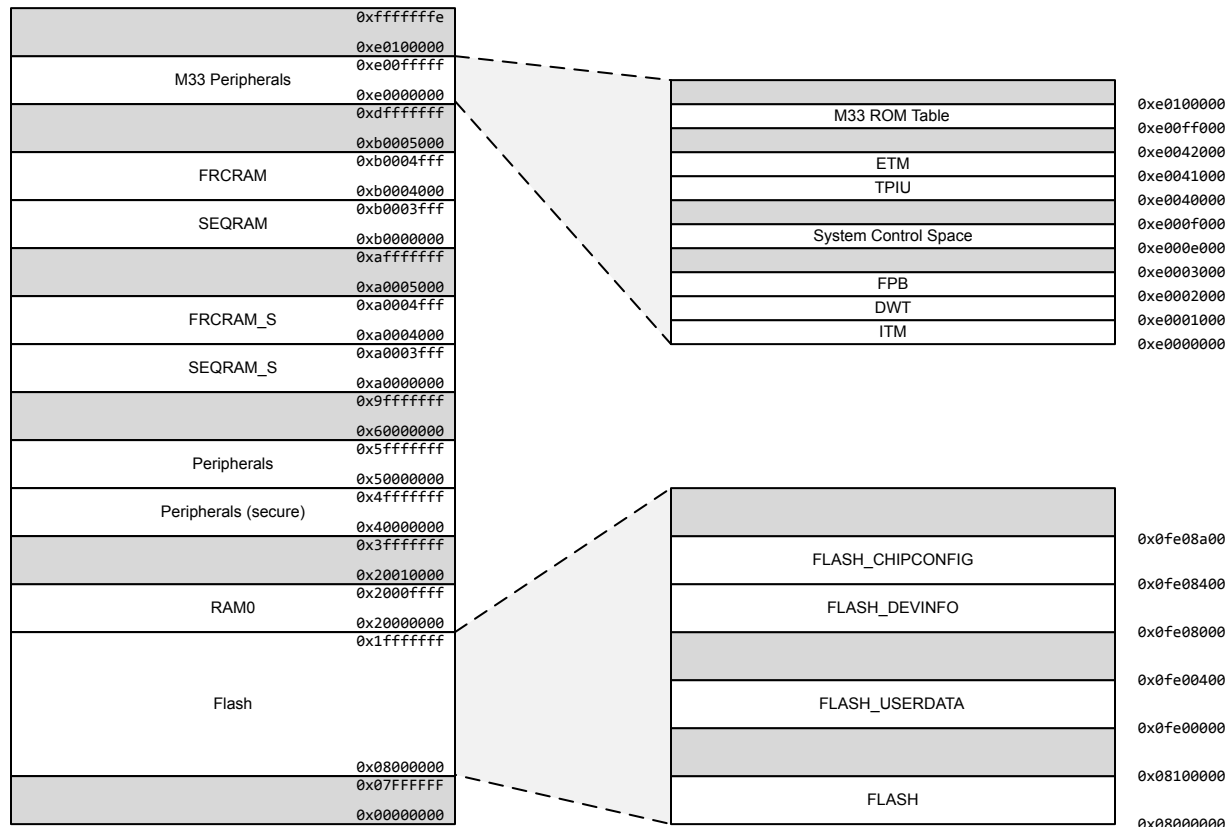 0xfffffffe
0xe0100000
0xe00fffff
M33 Peripherals
0xe0000000
0xdfffffff
0xb0005000
0xb0004fff
FRCRAM
0xb0004000
0xb0003fff
SEQRAM
0xb0000000
0xafffffff
0xa0005000
0xa0004fff
FRCRAM_S
0xa0004000
0xa0003fff
SEQRAM_S
0xa0000000
0x9fffffff
0x60000000
0x5fffffff
Peripherals
0x50000000
0x4fffffff
Peripherals (secure)
0x40000000
0x3fffffff
0x20010000
0x2000ffff
RAM0
0x20000000
0x1fffffff
Flash
0x08000000
0x07FFFFFF
0x00000000
0xe0100000
M33 ROM Table
0xe00ff000
0xe0042000
ETM
0xe0041000
TPIU
0xe0040000
0xe000f000
System Control Space
0xe000e000
0xe0003000
FPB
0xe0002000
DWT
0xe0001000
ITM
0xe0000000
0x0fe08a00
FLASH_CHIPCONFIG
0x0fe08400
FLASH_DEVINFO
0x0fe08000
0x0fe00400
FLASH_USERDATA
0x0fe00000
0x08100000
FLASH
0x08000000